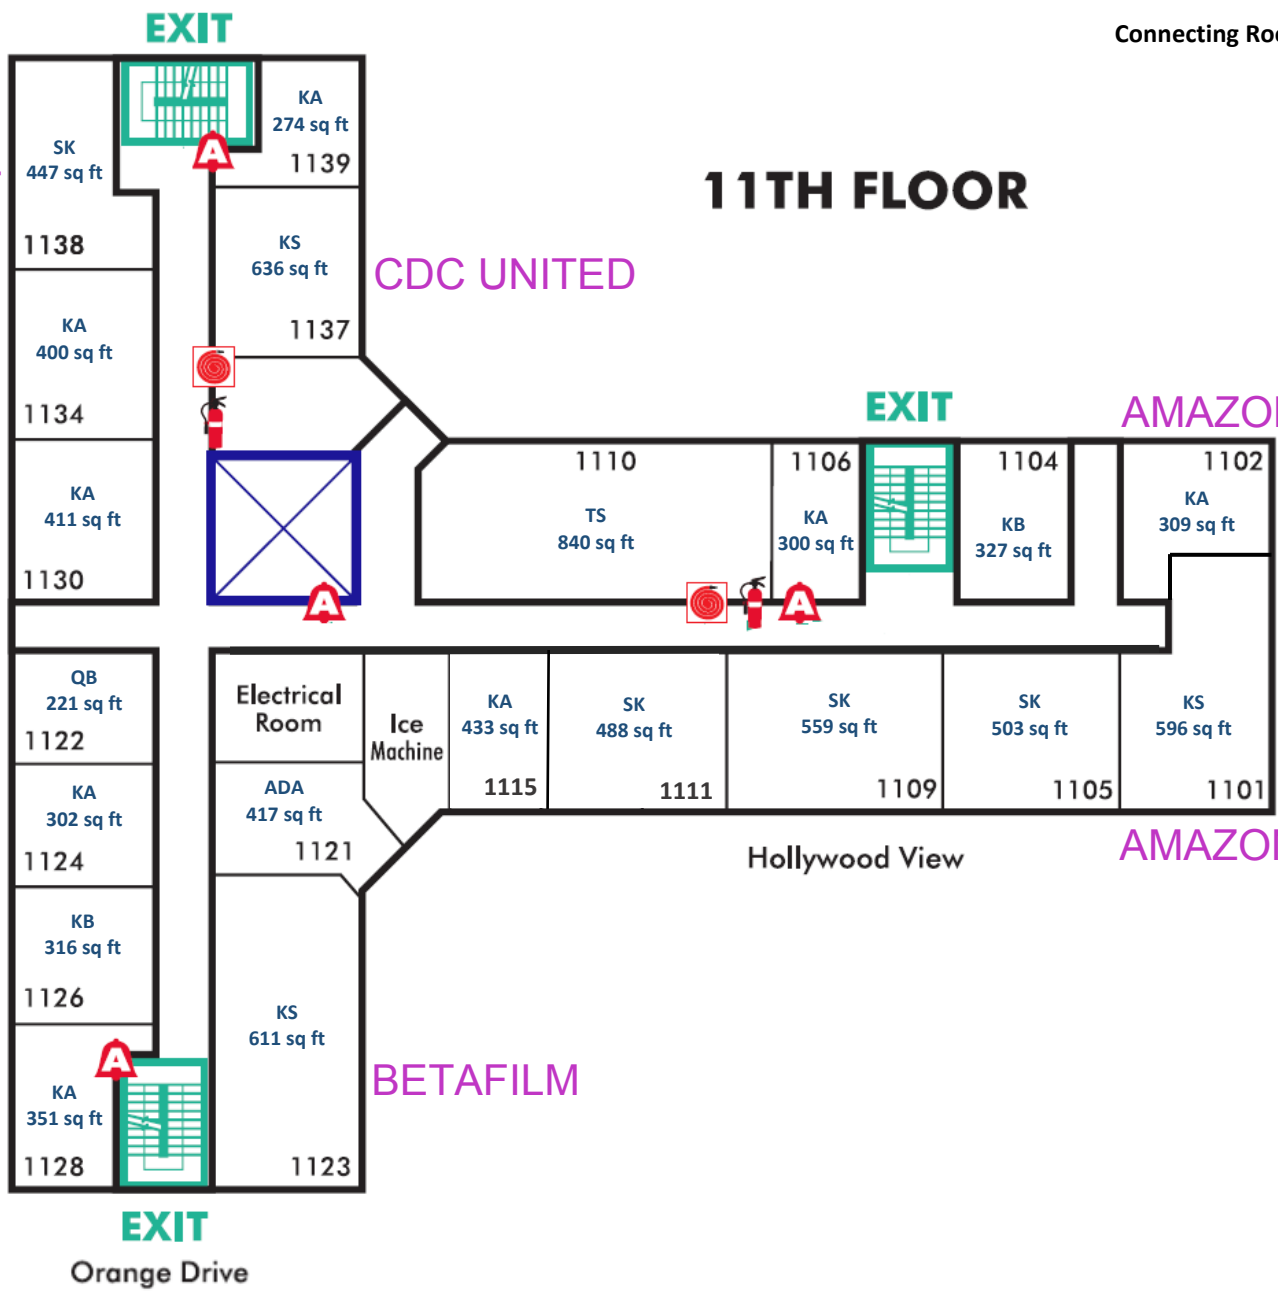 EXIT
Connecting Roo
KA
274 sq ft
1139
SK
447 sq ft
1138
11TH FLOOR
KS
636 sq ft
1137
CDC UNITED
KA
400 sq ft
1134
EXIT
AMAZON
KA
411 sq ft
1130
1110
TS
840 sq ft
1106
KA
300 sq ft
1104
KB
327 sq ft
1102
KA
309 sq ft
A
A
A
QB
221 sq ft
1122
Electrical
Room
Ice
Machine
KA
433 sq ft
1115
SK
488 sq ft
1111
SK
559 sq ft
1109
SK
503 sq ft
1105
KS
596 sq ft
1101
KA
302 sq ft
1124
ADA
417 sq ft
1121
Hollywood View
AMAZON
KB
316 sq ft
1126
KS
611 sq ft
1123
BETAFILM
A
KA
351 sq ft
1128
EXIT
Orange Drive